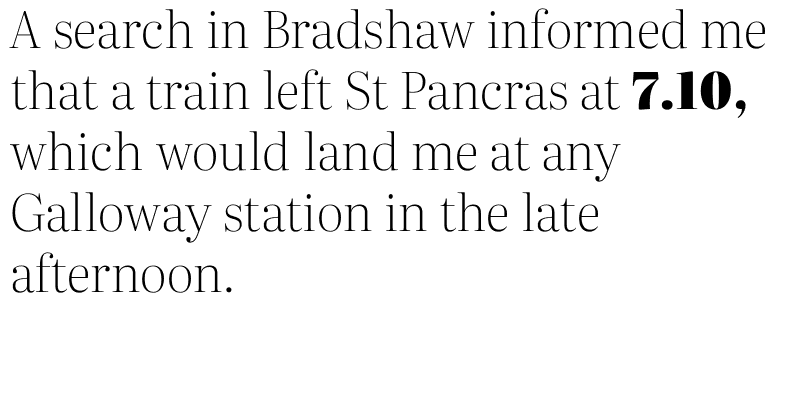 A search in Bradshaw informed me
that a train left St Pancras at 7.10,
which would land me at any
Galloway station in the late
afternoon.